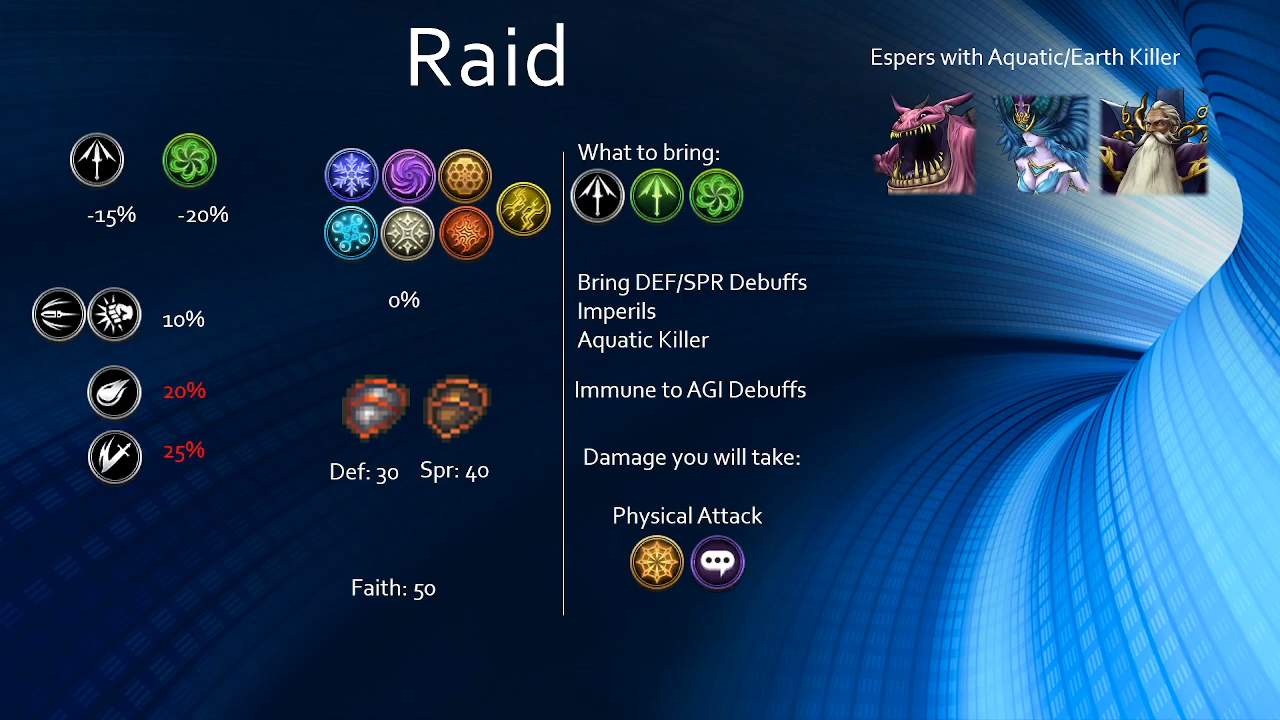 Raid
Espers with Aquatic/Earth Killer
-15%
-20%
10%
20%
25%
0%
Def: 30
Spr: 40
Faith: 50
What to bring:
Bring DEF/SPR Debuffs
Imperils
Aquatic Killer
Immune to AGI Debuffs
Damage you will take:
Physical Attack